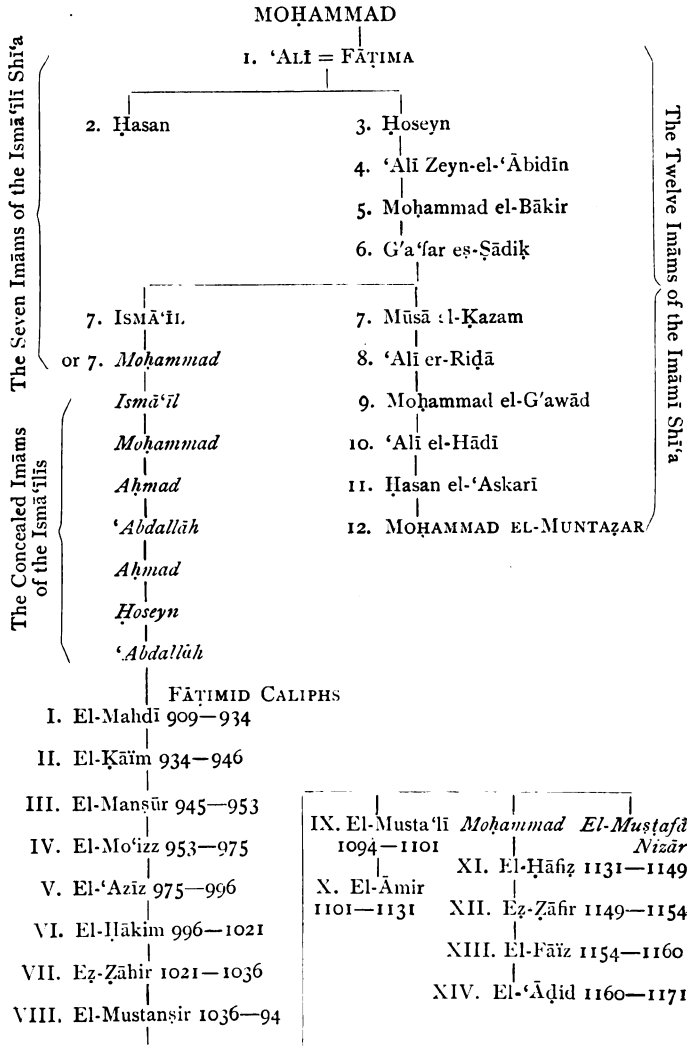 MOḤAMMAD
1. ‘ALĪ = FĀṬIMA
2. Ḥasan
3. Ḥoseyn
4. ‘Alī Zeyn-el-‘Ābidīn
5. Moḥammad el-Bākir
6. G'a‘far eṣ-Ṣādiḳ
The Seven Imāms of the Ismā‘īlī Shī‘a
7. ISMĀ‘ĪL
or 7. Moḥammad
7. Mūsā el-Ḳazam
8. ‘Alī er-Riḍā
9. Moḥammad el-G'awād
10. ‘Alī el-Hādī
11. Ḥasan el-‘Askarī
12. MOḤAMMAD EL-MUNTAẒAR
The Twelve Imāms of the Imāmī Shī‘a
The Concealed Imāms
of the Ismā‘īlīs
Ismā‘īl
Moḥammad
Aḥmad
‘Abdallāh
Aḥmad
Ḥoseyn
‘Abdallāh
FĀṬIMID CALIPHS
I. El-Mahdī 909—934
II. El-Ḳāïm 934—946
III. El-Manṣūr 945—953
IV. El-Mo‘izz 953—975
V. El-‘Azīz 975—996
VI. El-Ḥākim 996—1021
VII. Eẓ-Ẓāhir 1021—1036
VIII. El-Mustanṣir 1036—94
IX. El-Musta‘lī
1094—1101
X. El-Āmir
1101—1131
Moḥammad
XI. El-Ḥāfiẓ 1131—1149
XII. Eẓ-Ẓāfir 1149—1154
XIII. El-Fāïz 1154—1160
XIV. El-‘Āḍid 1160—1171
El-Muṣṭafā
Nizār